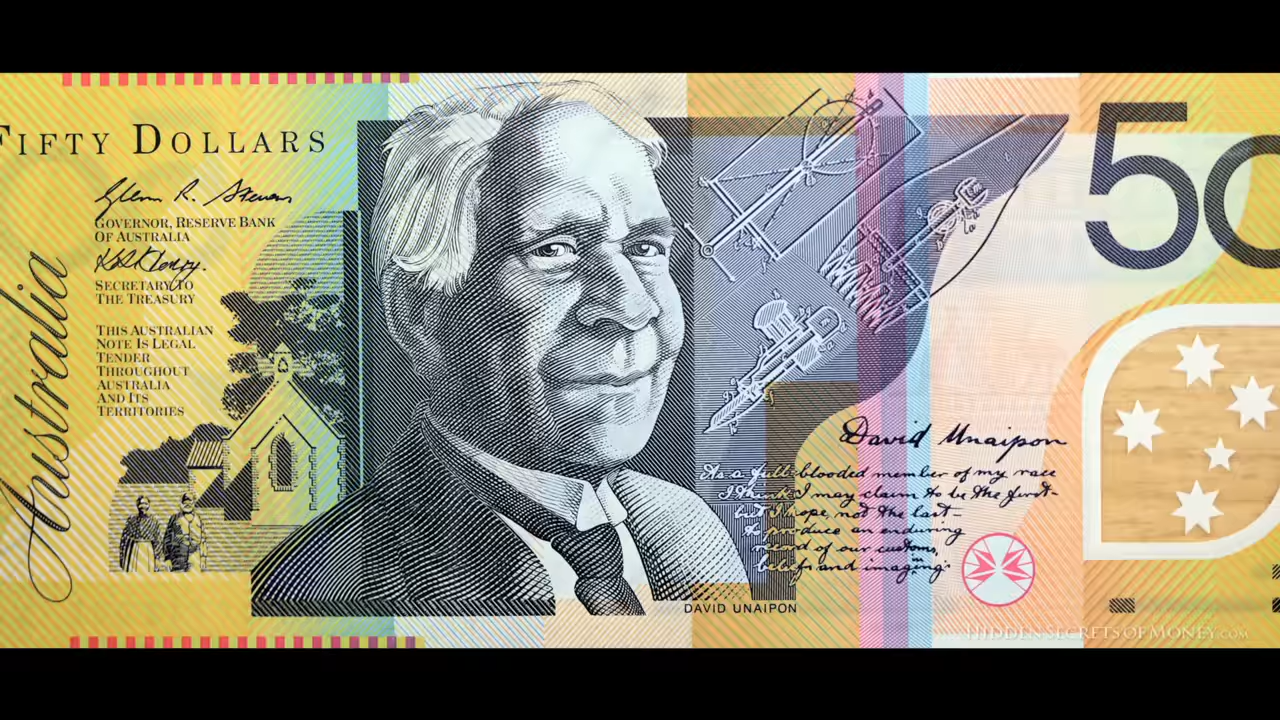 FIFTY DOLLARS
Glenn R. Stevens
GOVERNOR, RESERVE BANK
OF AUSTRALIA
SECRETARY TO
THE TREASURY
THIS AUSTRALIAN
NOTE IS LEGAL
TENDER
THROUGHOUT
AUSTRALIA
AND ITS
TERRITORIES
Australia
50
David Unaipon
As a full-blooded member of my race
I think I may claim to be the first-
but I hope, not the last-
to produce an enduring
record of our customs,
beliefs and imaginings.
DAVID UNAIPON
HIDDENSECRETSOFMONEY.COM